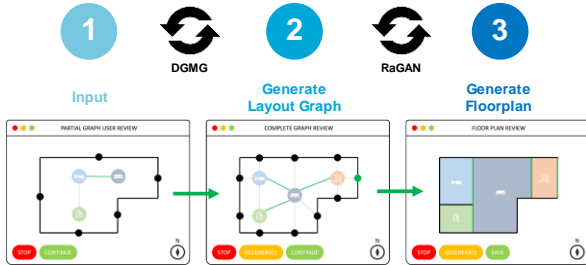 1
2
3
DGMG
RaGAN
Input
Generate
Layout Graph
Generate
Floorplan
PARTIAL GRAPH USER REVIEW
COMPLETE GRAPH REVIEW
FLOOR PLAN REVIEW
STOP
CONTINUE
N
STOP
REGENERATE
CONTINUE
N
STOP
REGENERATE
SAVE
N